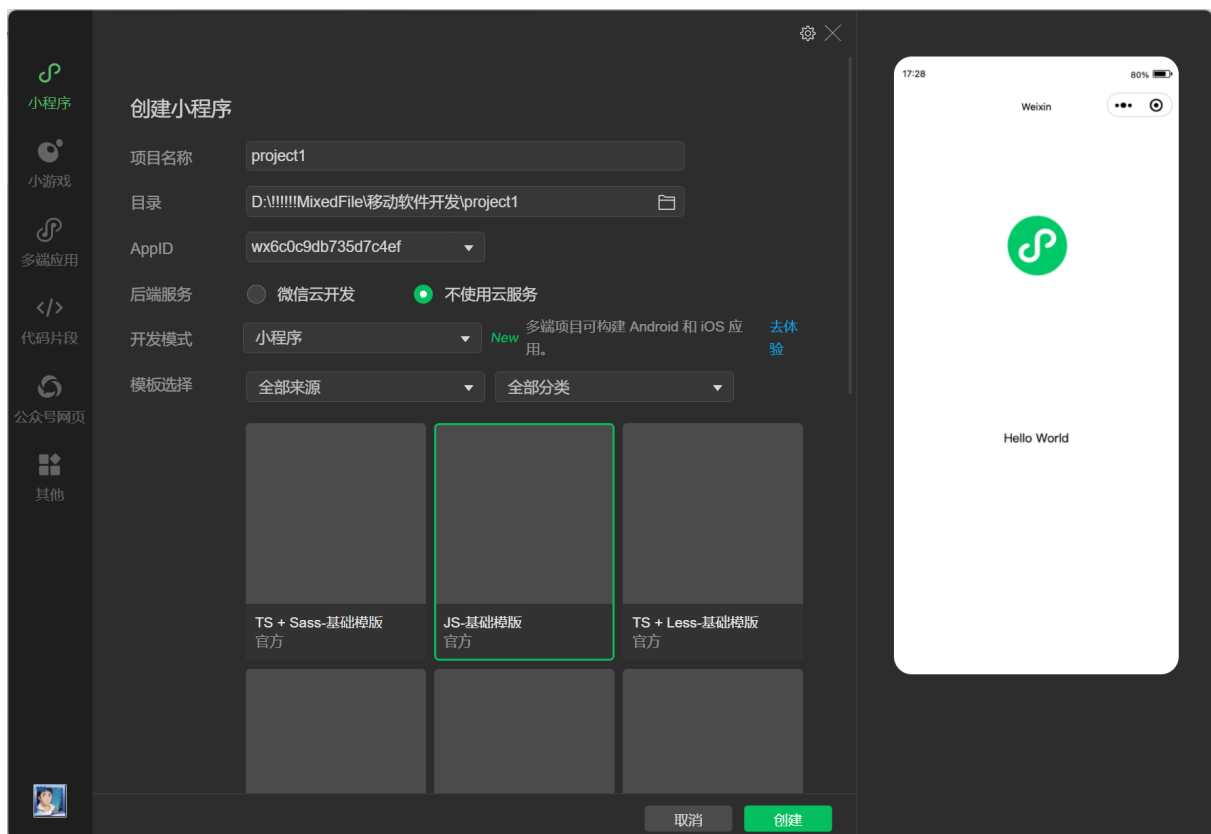 小程序
小游戏
多端应用
代码片段
公众号网页
其他
创建小程序
项目名称
project1
目录
D:\!!!!!!MixedFile\移动软件开发\project1
AppID
wx6c0c9db735d7c4ef
后端服务
微信云开发
不使用云服务
开发模式
小程序
New
多端项目可构建 Android 和 iOS 应
用。
去体
验
模板选择
全部来源
全部分类
TS + Sass-基础模版
官方
JS-基础模版
官方
TS + Less-基础模版
官方
取消
创建
17:28
80%
Weixin
Hello World